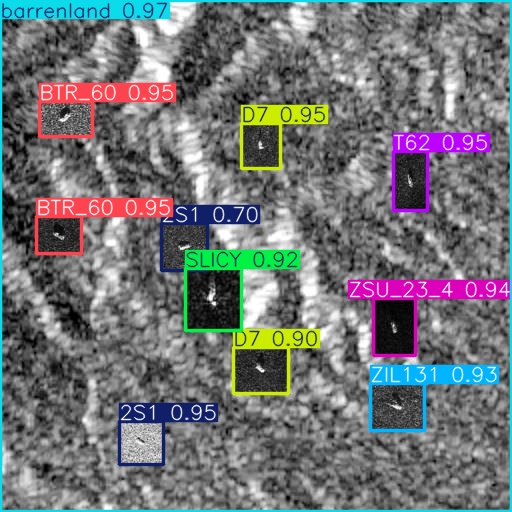 barrenland 0.97
BTR_60 0.95
D7 0.95
T62 0.95
BTR_60 0.95
2S1 0.70
SLICY 0.92
ZSU_23_4 0.94
D7 0.90
ZIL131 0.93
2S1 0.95